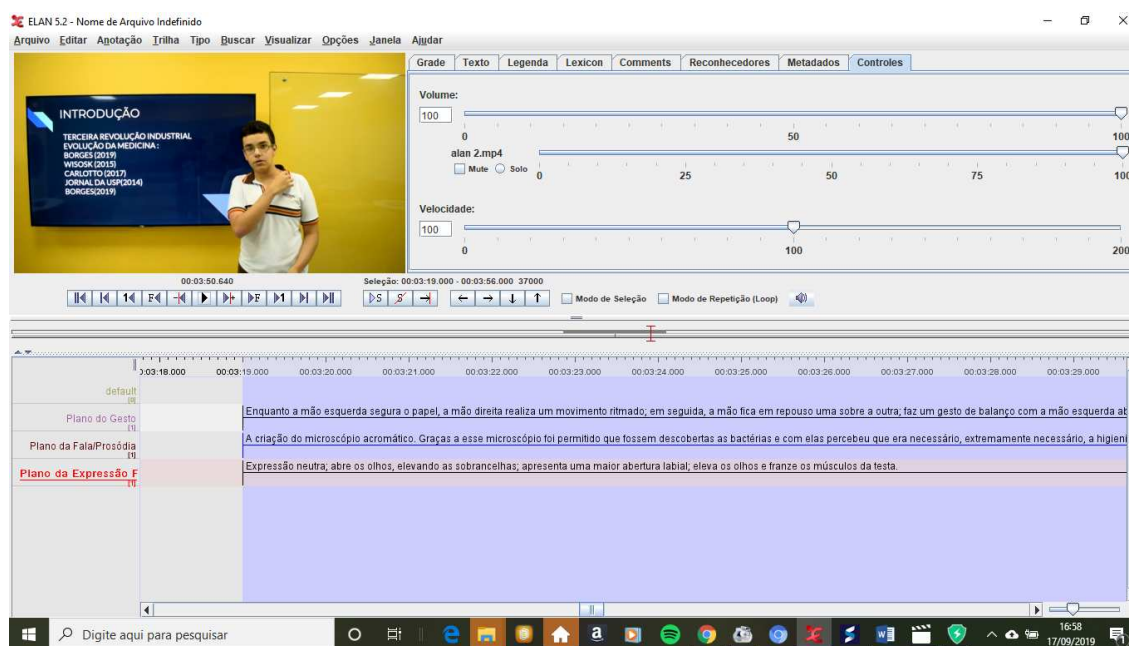 ELAN 5.2 - Nome de Arquivo Indefinido
Arquivo Editar Anotação Trilha Tipo Buscar Visualizar Opções Janela Ajudar
INTRODUÇÃO
TERCEIRA REVOLUÇÃO INDUSTRIAL
EVOLUÇÃO DA MEDICINA :
BORGES (2019)
WISOSK (2015)
CARLOTTO (2017)
JORNAL DA USP(2014)
BORGES(2019)
Grade Texto Legenda Lexicon Comments Reconhecedores Metadados Controles
Volume:
100
0 50 100
alan 2.mp4
Mute Solo
0 25 50 75 100
Velocidade:
100
0 100 200
00:03:50.640
Seleção: 00:03:19.000 - 00:03:56.000 37000
Modo de Seleção Modo de Repetição (Loop)
00:03:19.000 00:03:20.000 00:03:21.000 00:03:22.000 00:03:23.000 00:03:24.000 00:03:25.000 00:03:26.000 00:03:27.000 00:03:28.000 00:03:29.000
default
[0]
Plano do Gesto
[1]
Enquanto a mão esquerda segura o papel, a mão direita realiza um movimento ritmado; em seguida, a mão fica em repouso uma sobre a outra; faz um gesto de balanço com a mão esquerda ab
Plano da Fala/Prosódia
[1]
A criação do microscópio acromático. Graças a esse microscópio foi permitido que fossem descobertas as bactérias e com elas percebeu que era necessário, extremamente necessário, a higieni
Plano da Expressão F
[1]
Expressão neutra; abre os olhos, elevando as sobrancelhas; apresenta uma maior abertura labial; eleva os olhos e franze os músculos da testa.
Digite aqui para pesquisar
16:58
17/09/2019